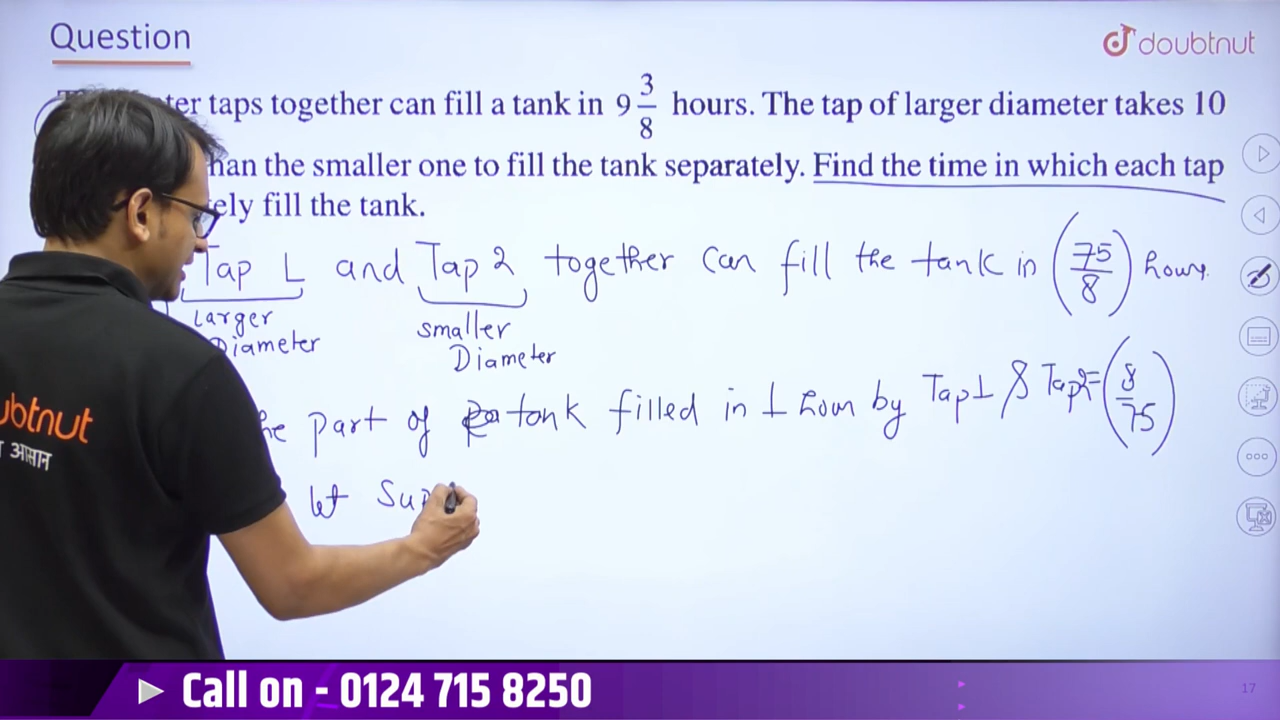 Question
doubtnut
ter taps together can fill a tank in 9 3/8 hours. The tap of larger diameter takes 10
han the smaller one to fill the tank separately. Find the time in which each tap
ely fill the tank.
Tap 1 and Tap 2 together can fill the tank in (75/8) hours.
Larger Diameter
smaller Diameter
he part of tank filled in 1 hour by Tap 1 & Tap 2 = (8/75)
let Sup
ubtnut
आसान
Call on - 0124 715 8250
17